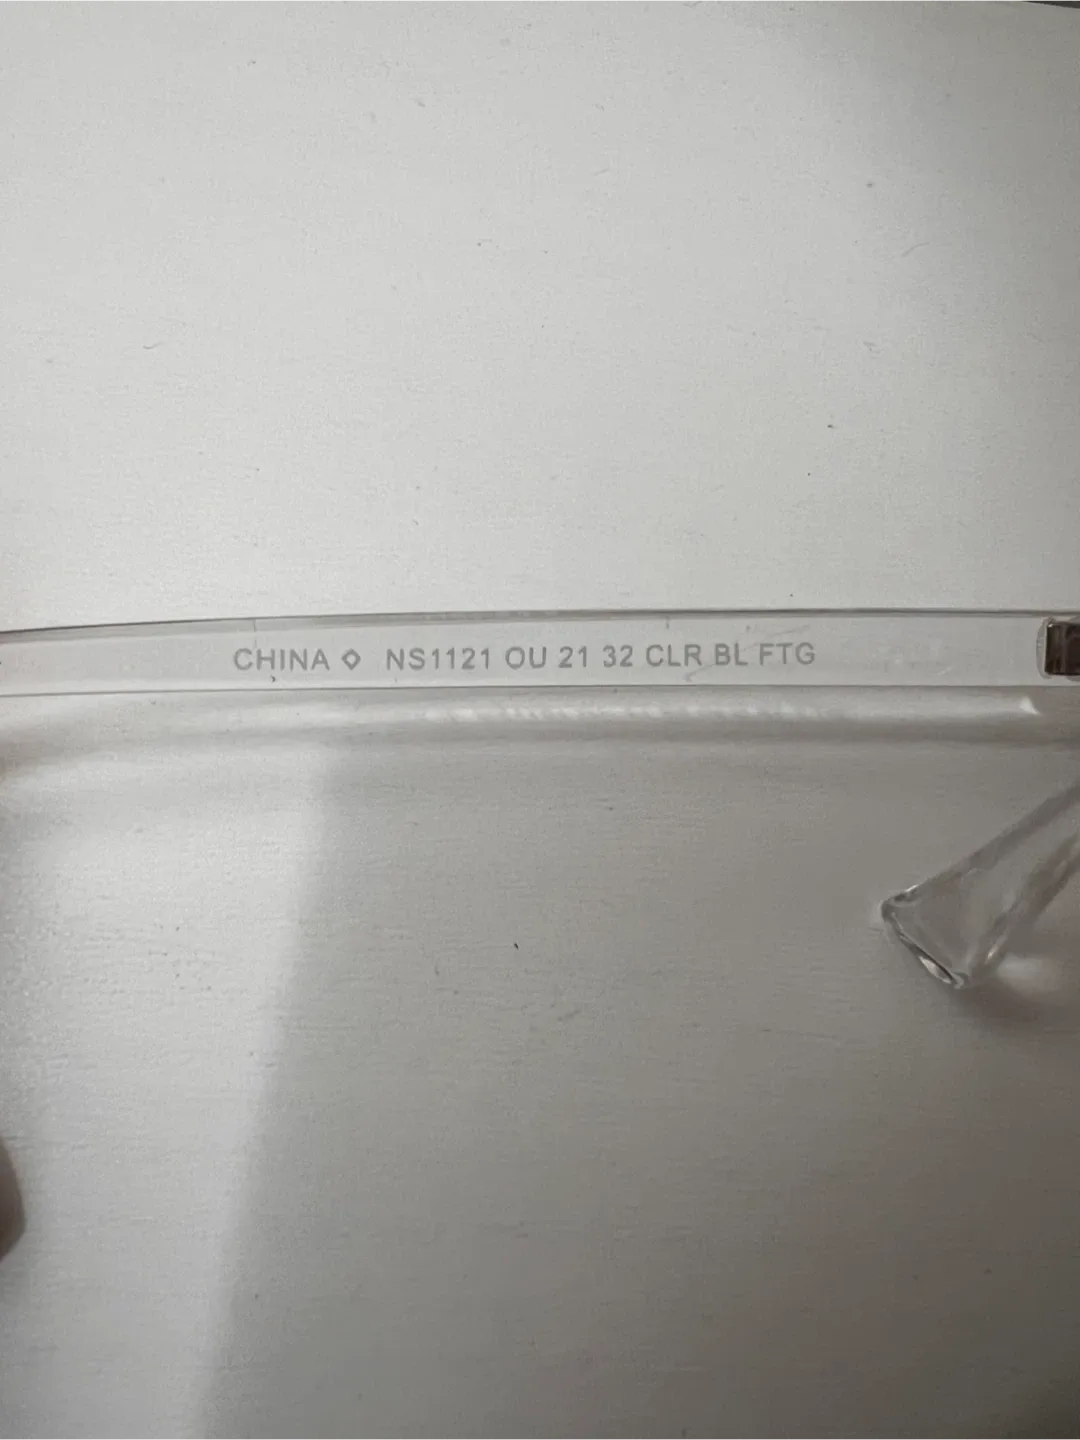 CHINA ◇ NS1121 OU 21 32 CLR BL FTG